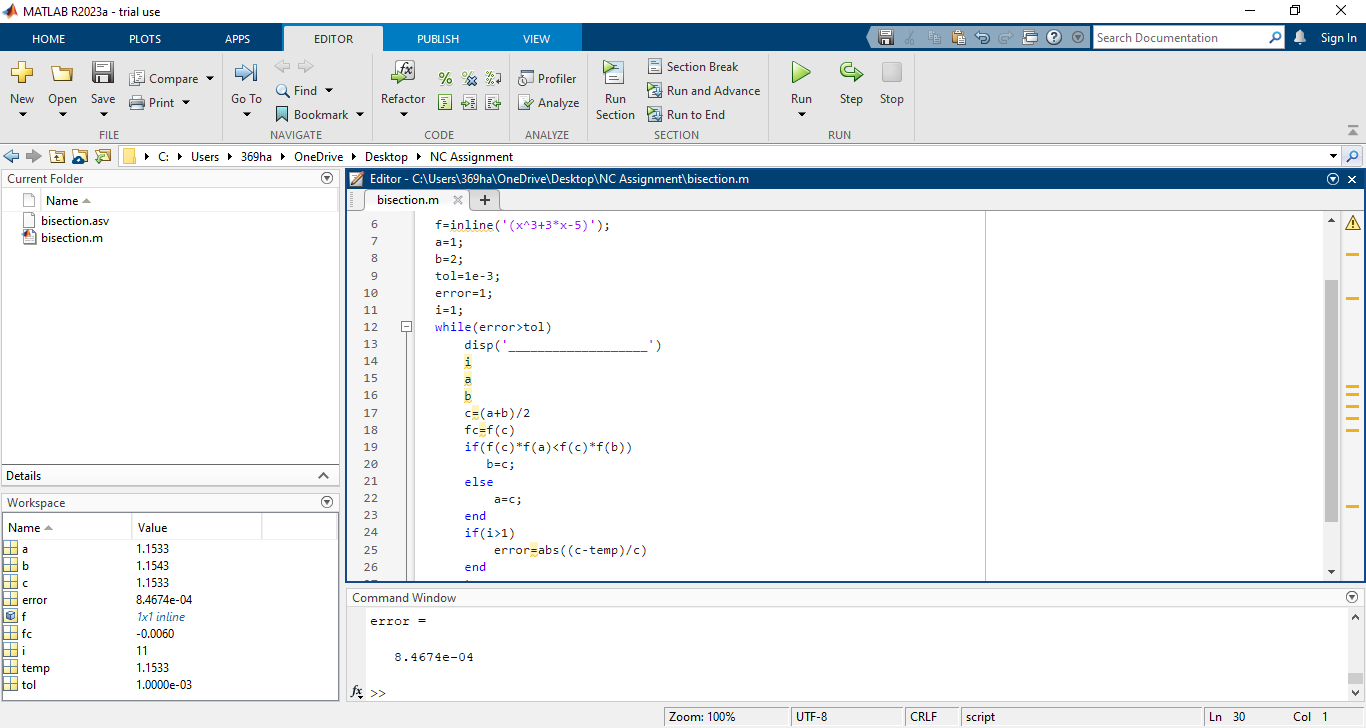 MATLAB R2023a - trial use
HOME PLOTS APPS EDITOR PUBLISH VIEW
Search Documentation
Sign In
New Open Save Compare Print
FILE
Go To Find Bookmark
NAVIGATE
Refactor
CODE
Profiler
Analyze
ANALYZE
Run Section
Section Break
Run and Advance
Run to End
SECTION
Run Step Stop
RUN
C: Users 369ha OneDrive Desktop NC Assignment
Current Folder
Name
bisection.asv
bisection.m
Details
Workspace
Name Value
a 1.1533
b 1.1543
c 1.1533
error 8.4674e-04
f 1x1 inline
fc -0.0060
i 11
temp 1.1533
tol 1.0000e-03
Editor - C:\Users\369ha\OneDrive\Desktop\NC Assignment\bisection.m
bisection.m
6 f=inline('(x^3+3*x-5)');
7 a=1;
8 b=2;
9 tol=1e-3;
10 error=1;
11 i=1;
12 while(error>tol)
13 disp('___________________')
14 i
15 a
16 b
17 c=(a+b)/2
18 fc=f(c)
19 if(f(c)*f(a)<f(c)*f(b))
20 b=c;
21 else
22 a=c;
23 end
24 if(i>1)
25 error=abs((c-temp)/c)
26 end
Command Window
error =
8.4674e-04
fx >>
Zoom: 100% UTF-8 CRLF script Ln 30 Col 1